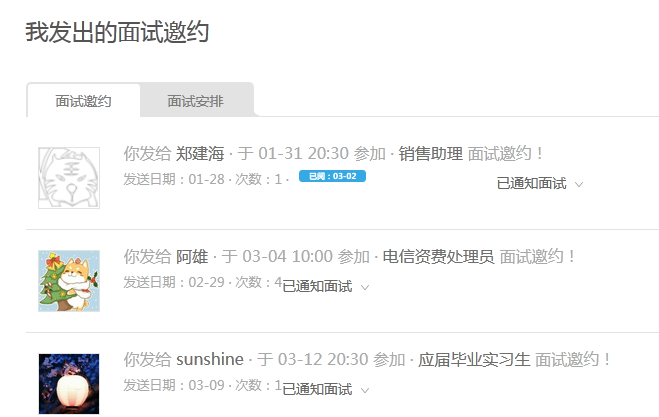 我发出的面试邀约
面试邀约 面试安排
你发给 郑建海 · 于 01-31 20:30 参加 · 销售助理 面试邀约！
发送日期：01-28 · 次数：1 · 已阅：03-02 已通知面试
你发给 阿雄 · 于 03-04 10:00 参加 · 电信资费处理员 面试邀约！
发送日期：02-29 · 次数：4 已通知面试
你发给 sunshine · 于 03-12 20:30 参加 · 应届毕业实习生 面试邀约！
发送日期：03-09 · 次数：1 已通知面试